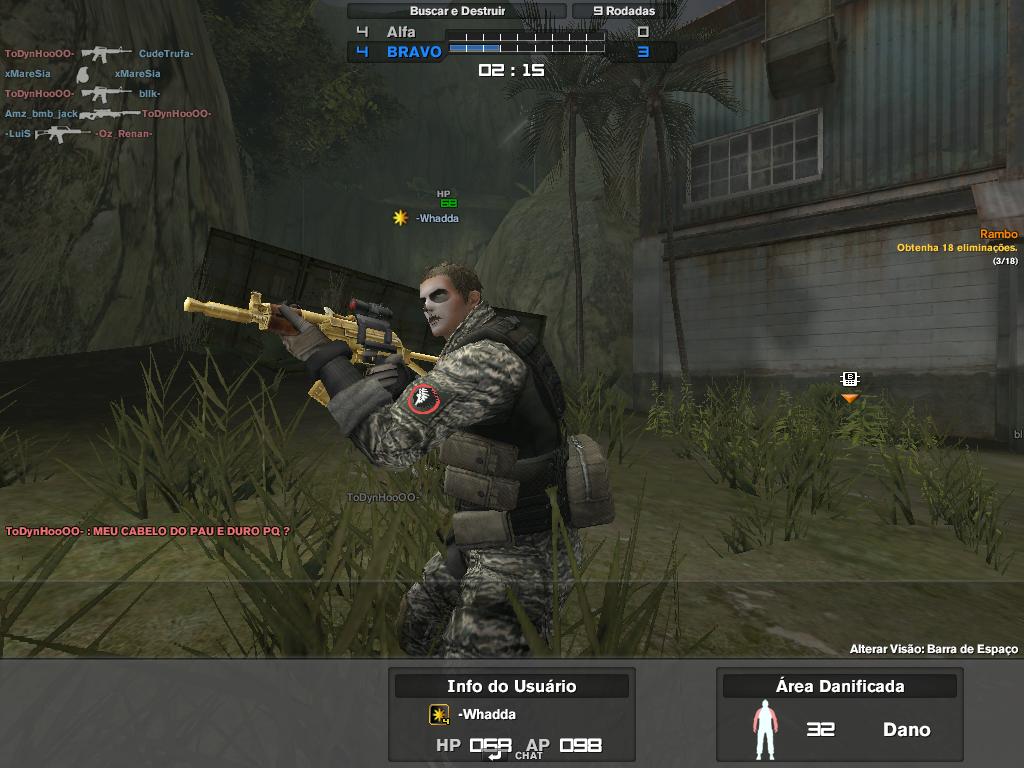 Buscar e Destruir 9 Rodadas
4 Alfa 0
4 BRAVO 3
02 : 15
ToDynHooOO- CudeTrufa-
xMareSia xMareSia
ToDynHooOO- bllk-
Amz_bmb_jack ToDynHooOO-
-LuiS -Oz_Renan-
HP
68
-Whadda
Rambo
Obtenha 18 eliminações.
(3/18)
B
bl
ToDynHooOO-
ToDynHooOO- : MEU CABELO DO PAU E DURO PQ ?
Alterar Visão: Barra de Espaço
Info do Usuário
4 -Whadda
HP 068 AP 098
CHAT
Área Danificada
32 Dano